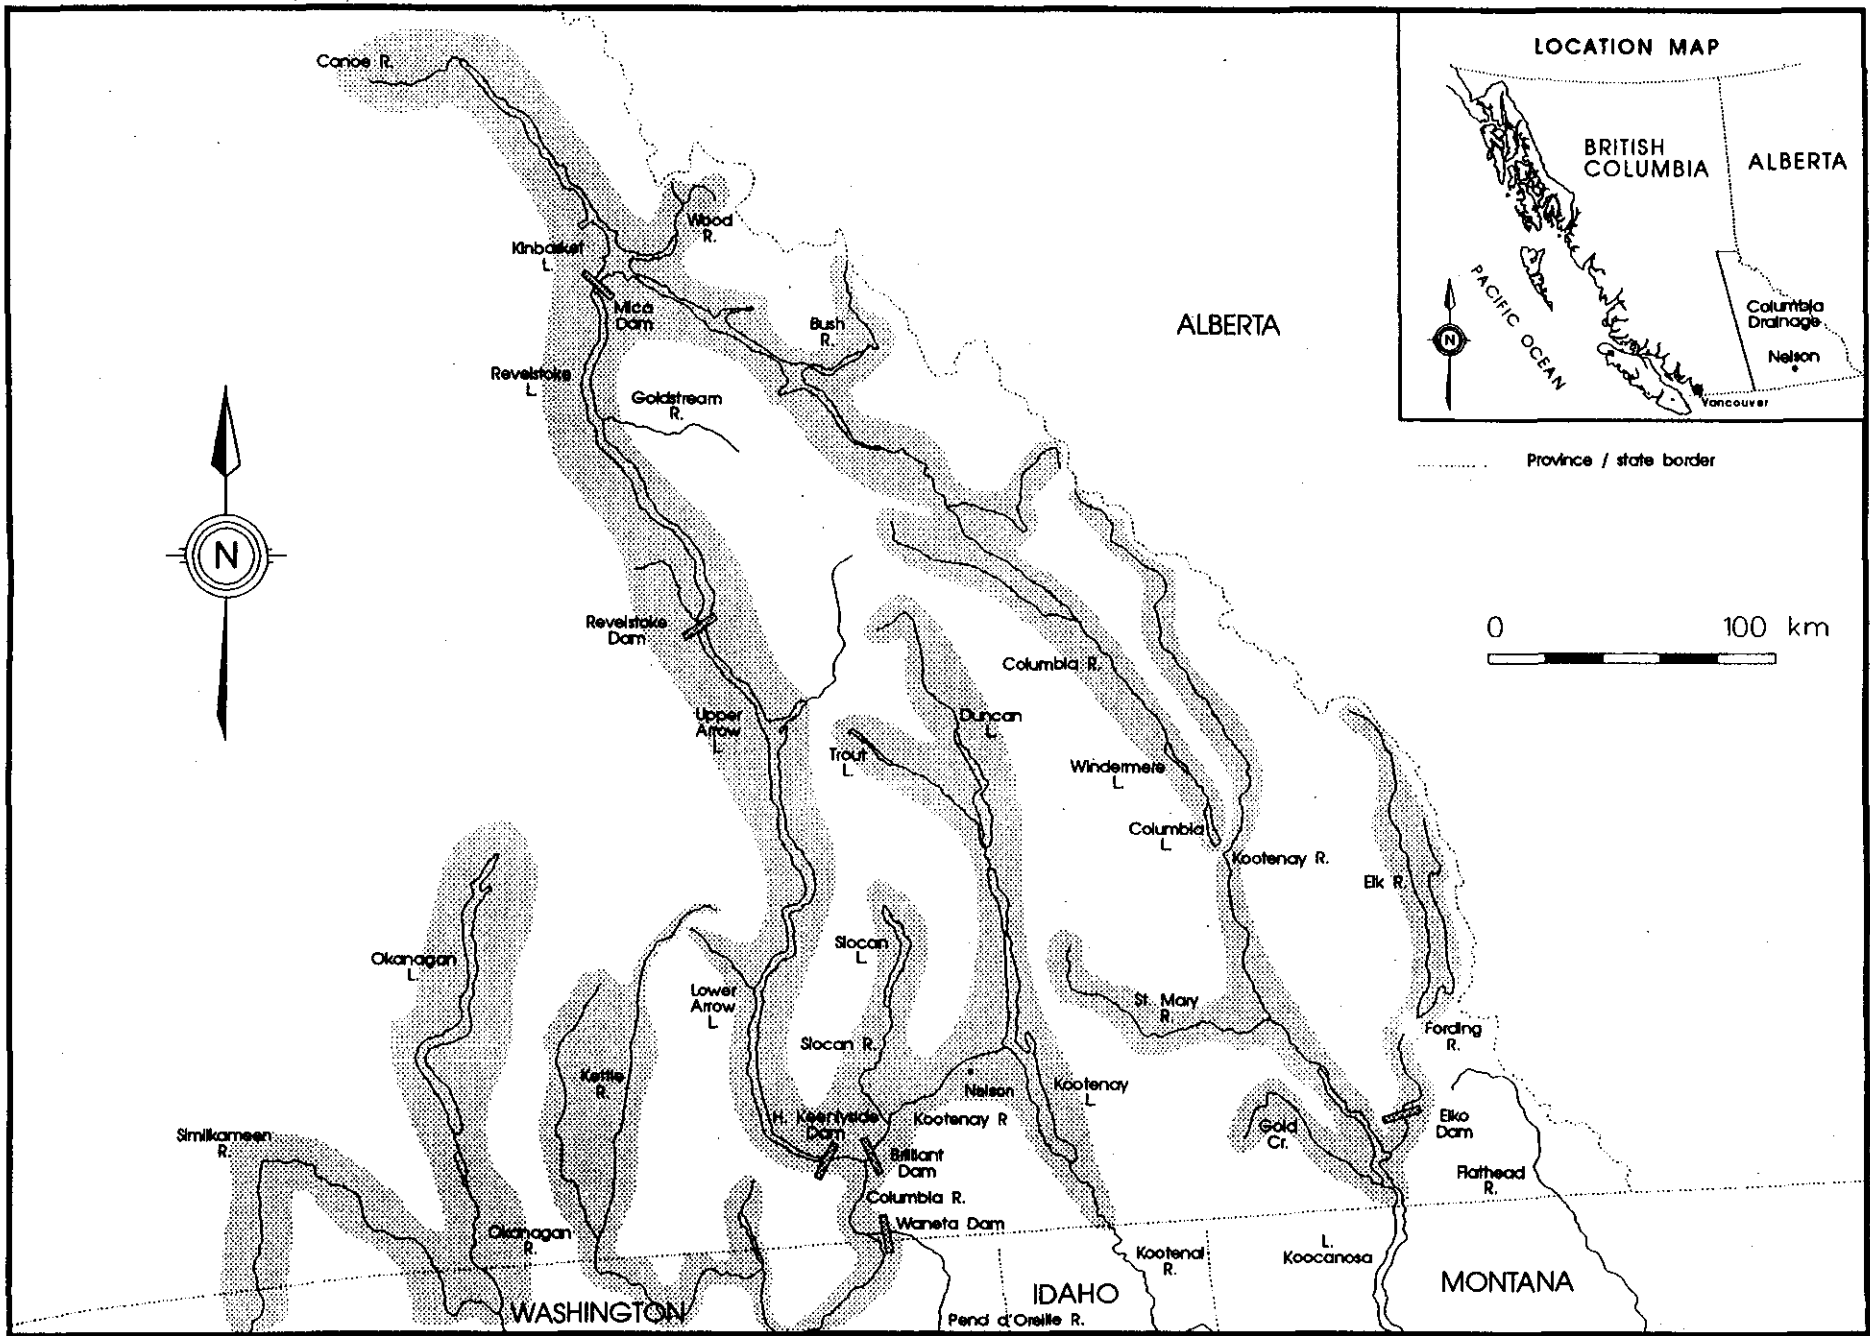 Canoe R.
Wood
R.
Kinbasket
L.
Mica
Dam
Bush
R.
Revelstoke
L.
Goldstream
R.
ALBERTA
LOCATION MAP
BRITISH
COLUMBIA
ALBERTA
PACIFIC OCEAN
Columbia
Drainage
Nelson
Vancouver
N
Province / state border
N
0 100 km
Revelstoke
Dam
Columbia R.
Upper
Arrow
L.
Duncan
L.
Trout
L.
Windermere
L.
Columbia
L.
Kootenay R.
Elk R.
Okanagan
L.
Slocan
L.
Lower
Arrow
L.
St. Mary
R.
Fording
R.
Slocan R.
Kettle
R.
Nelson
Kootenay
L.
H. Keenlyside
Dam
Kootenay R
Gold
Cr.
Elko
Dam
Similkameen
R.
Brilliant
Dam
Flathead
R.
Columbia R.
Waneta Dam
Okanagan
R.
Kootenai
R.
L.
Koocanosa
WASHINGTON
IDAHO
MONTANA
Pend d'Oreille R.